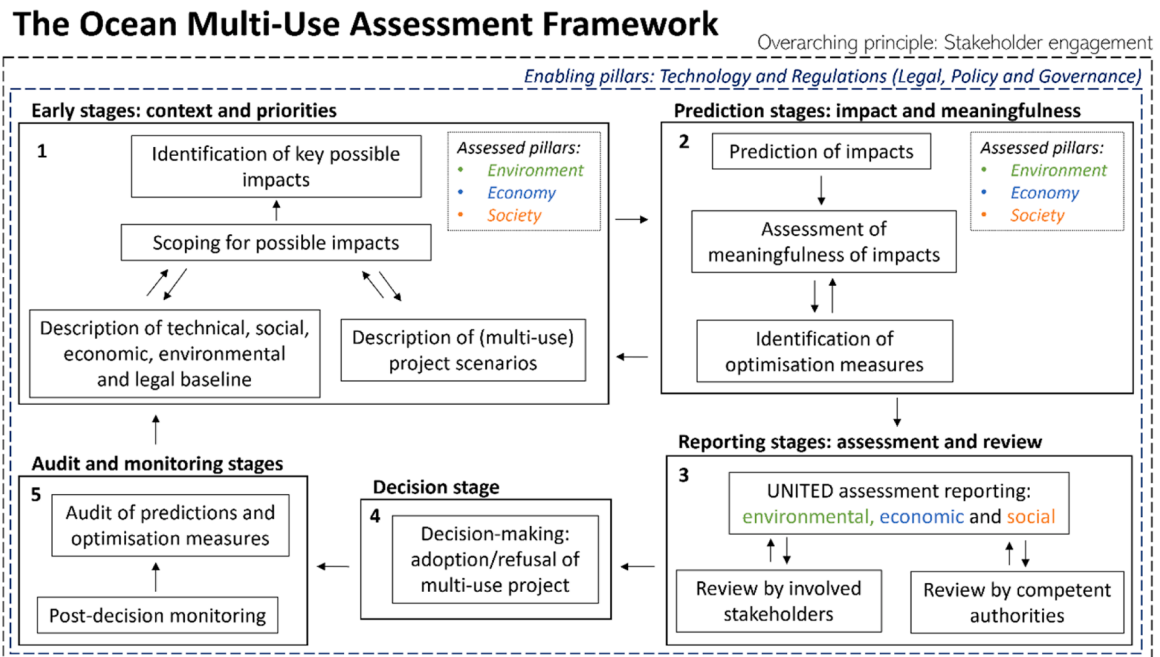 The Ocean Multi-Use Assessment Framework
Overarching principle: Stakeholder engagement
Enabling pillars: Technology and Regulations (Legal, Policy and Governance)
Early stages: context and priorities
1
Identification of key possible
impacts
Assessed pillars:
• Environment
• Economy
• Society
Scoping for possible impacts
Description of technical, social,
economic, environmental
and legal baseline
Description of (multi-use)
project scenarios
Prediction stages: impact and meaningfulness
2
Prediction of impacts
Assessed pillars:
• Environment
• Economy
• Society
Assessment of
meaningfulness of impacts
Identification of
optimisation measures
Reporting stages: assessment and review
3
UNITED assessment reporting:
environmental, economic and social
Review by involved
stakeholders
Review by competent
authorities
Decision stage
4
Decision-making:
adoption/refusal of
multi-use project
Audit and monitoring stages
5
Audit of predictions and
optimisation measures
Post-decision monitoring